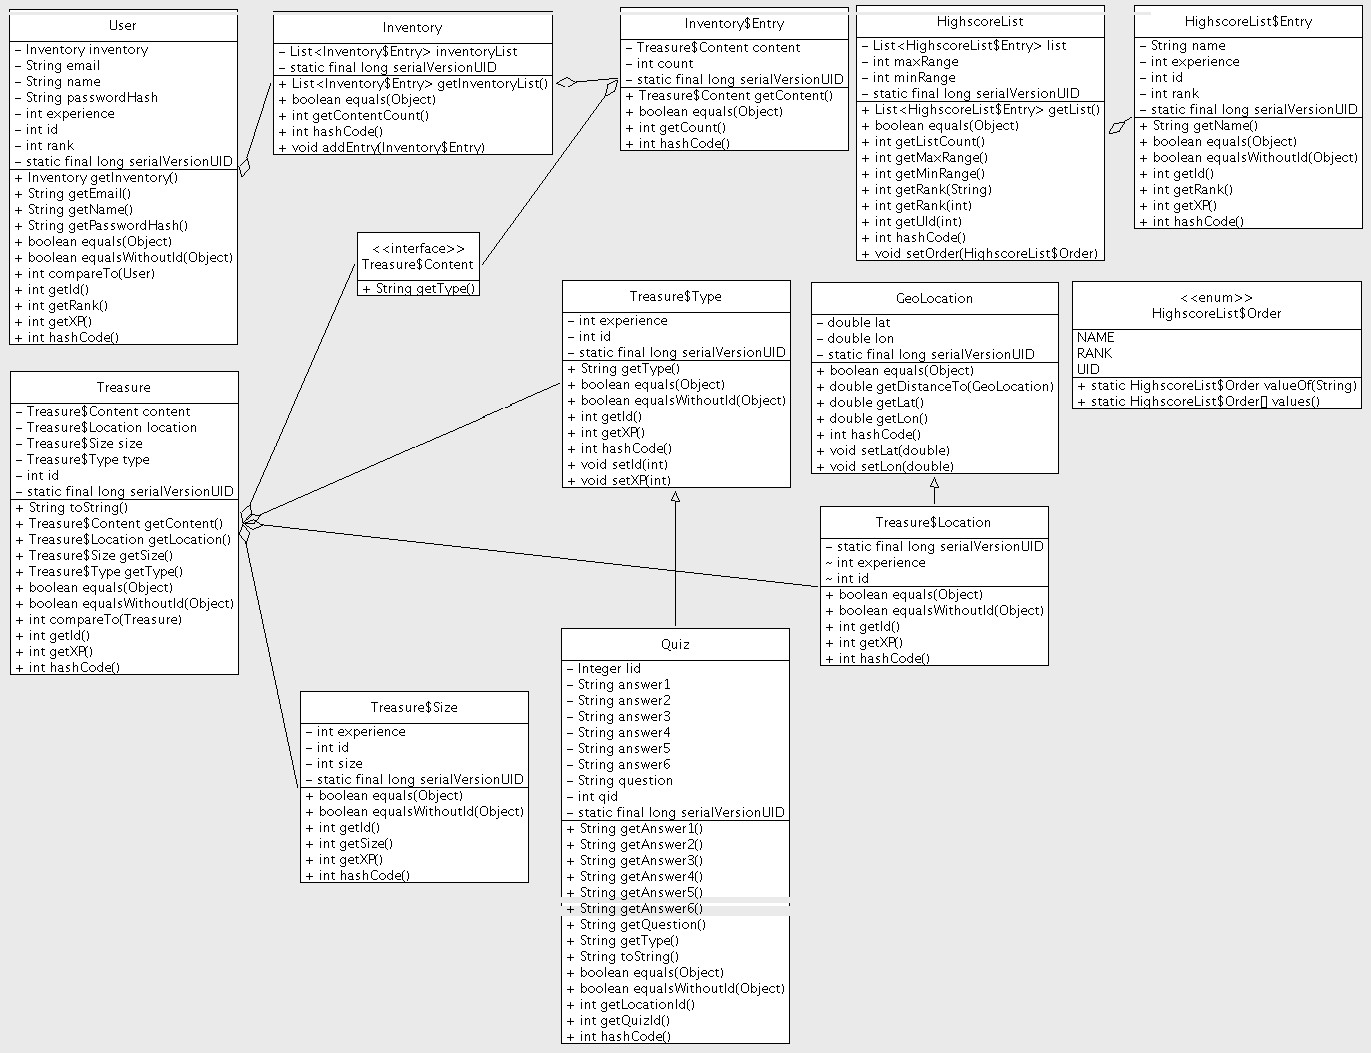 User
– Inventory inventory
– String email
– String name
– String passwordHash
– int experience
– int id
– int rank
– static final long serialVersionUID
+ Inventory getInventory()
+ String getEmail()
+ String getName()
+ String getPasswordHash()
+ boolean equals(Object)
+ boolean equalsWithoutId(Object)
+ int compareTo(User)
+ int getId()
+ int getRank()
+ int getXP()
+ int hashCode()
Inventory
– List<Inventory$Entry> inventoryList
– static final long serialVersionUID
+ List<Inventory$Entry> getInventoryList()
+ boolean equals(Object)
+ int getContentCount()
+ int hashCode()
+ void addEntry(Inventory$Entry)
Inventory$Entry
– Treasure$Content content
– int count
– static final long serialVersionUID
+ Treasure$Content getContent()
+ boolean equals(Object)
+ int getCount()
+ int hashCode()
HighscoreList
– List<HighscoreList$Entry> list
– int maxRange
– int minRange
– static final long serialVersionUID
+ List<HighscoreList$Entry> getList()
+ boolean equals(Object)
+ int getListCount()
+ int getMaxRange()
+ int getMinRange()
+ int getRank(String)
+ int getRank(int)
+ int getUId(int)
+ int hashCode()
+ void setOrder(HighscoreList$Order)
HighscoreList$Entry
– String name
– int experience
– int id
– int rank
– static final long serialVersionUID
+ String getName()
+ boolean equals(Object)
+ boolean equalsWithoutId(Object)
+ int getId()
+ int getRank()
+ int getXP()
+ int hashCode()
<<interface>>
Treasure$Content
+ String getType()
Treasure$Type
– int experience
– int id
– static final long serialVersionUID
+ String getType()
+ boolean equals(Object)
+ boolean equalsWithoutId(Object)
+ int getId()
+ int getXP()
+ int hashCode()
+ void setId(int)
+ void setXP(int)
GeoLocation
– double lat
– double lon
– static final long serialVersionUID
+ boolean equals(Object)
+ double getDistanceTo(GeoLocation)
+ double getLat()
+ double getLon()
+ int hashCode()
+ void setLat(double)
+ void setLon(double)
<<enum>>
HighscoreList$Order
NAME
RANK
UID
+ static HighscoreList$Order valueOf(String)
+ static HighscoreList$Order[] values()
Treasure
– Treasure$Content content
– Treasure$Location location
– Treasure$Size size
– Treasure$Type type
– int id
– static final long serialVersionUID
+ String toString()
+ Treasure$Content getContent()
+ Treasure$Location getLocation()
+ Treasure$Size getSize()
+ Treasure$Type getType()
+ boolean equals(Object)
+ boolean equalsWithoutId(Object)
+ int compareTo(Treasure)
+ int getId()
+ int getXP()
+ int hashCode()
Treasure$Location
– static final long serialVersionUID
~ int experience
~ int id
+ boolean equals(Object)
+ boolean equalsWithoutId(Object)
+ int getId()
+ int getXP()
+ int hashCode()
Treasure$Size
– int experience
– int id
– int size
– static final long serialVersionUID
+ boolean equals(Object)
+ boolean equalsWithoutId(Object)
+ int getId()
+ int getSize()
+ int getXP()
+ int hashCode()
Quiz
– Integer lid
– String answer1
– String answer2
– String answer3
– String answer4
– String answer5
– String answer6
– String question
– int qid
– static final long serialVersionUID
+ String getAnswer1()
+ String getAnswer2()
+ String getAnswer3()
+ String getAnswer4()
+ String getAnswer5()
+ String getAnswer6()
+ String getQuestion()
+ String getType()
+ String toString()
+ boolean equals(Object)
+ boolean equalsWithoutId(Object)
+ int getLocationId()
+ int getQuizId()
+ int hashCode()